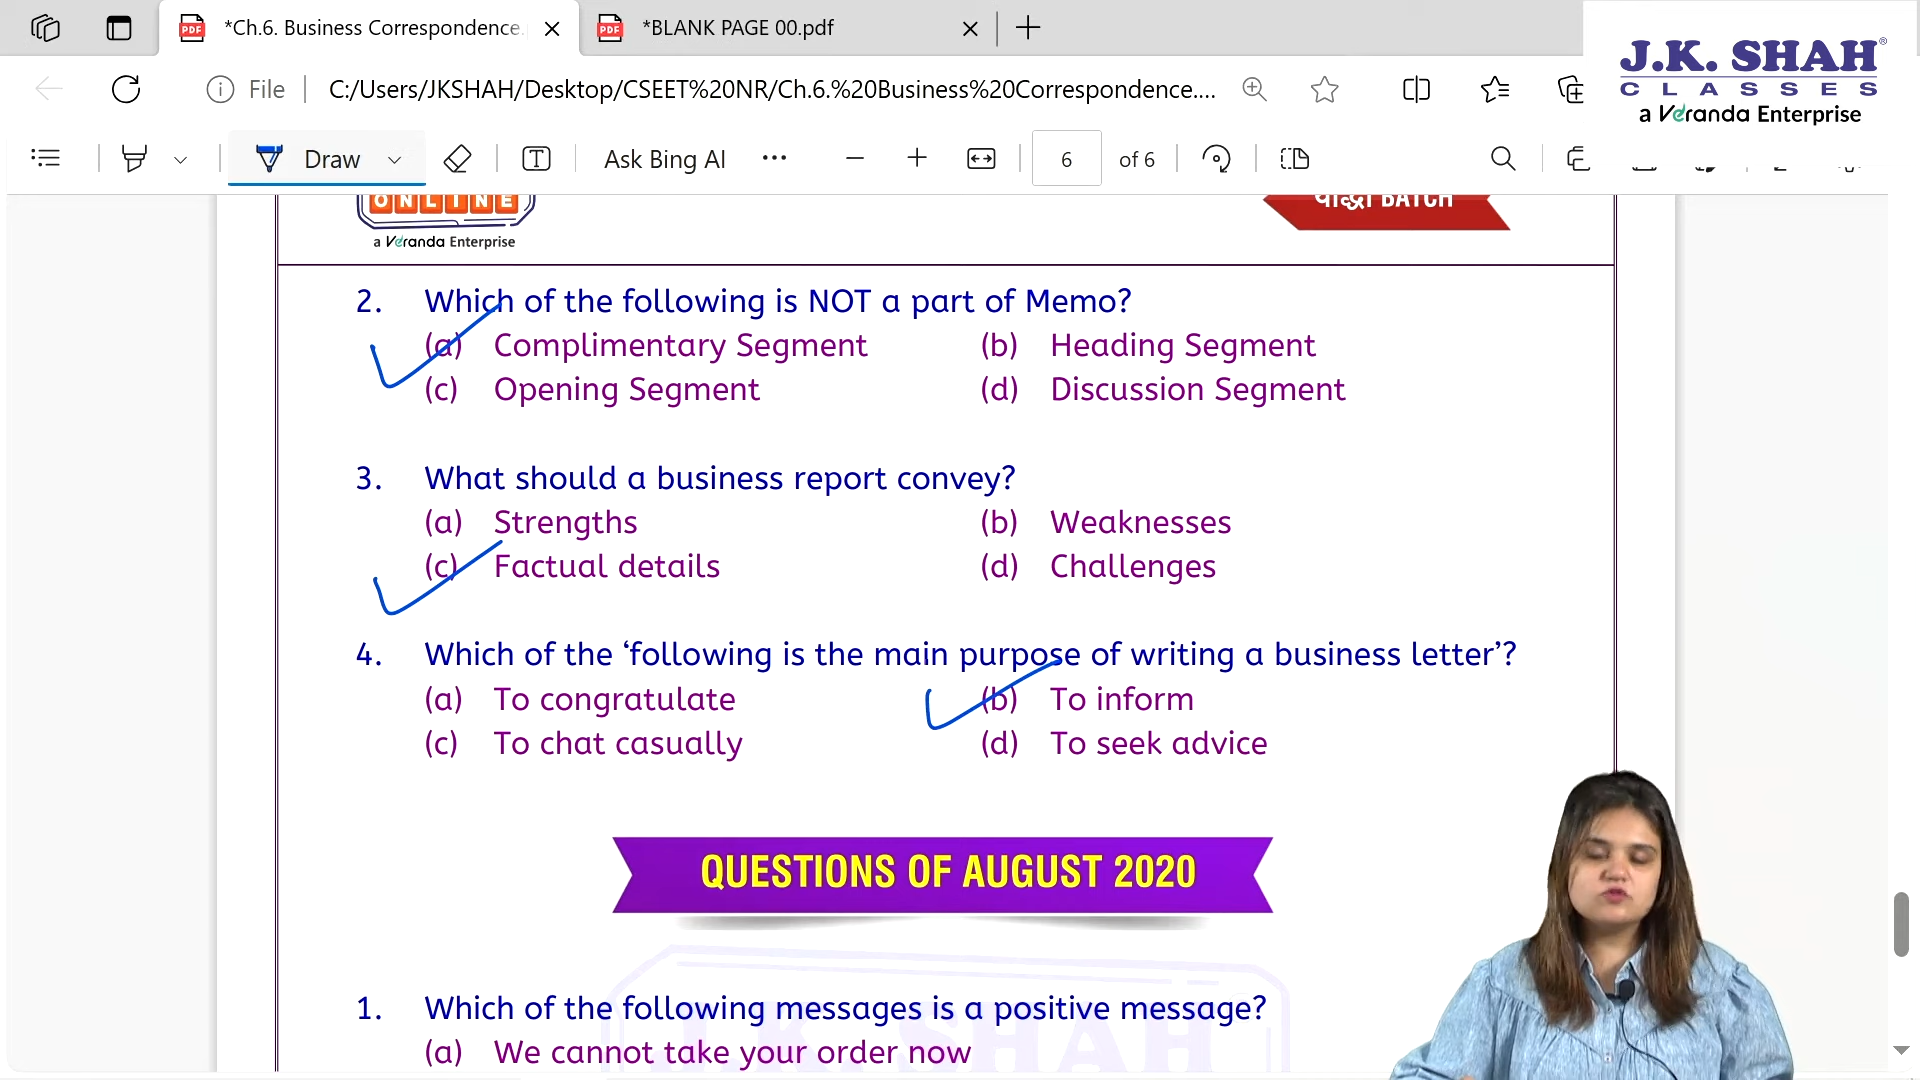 *Ch.6. Business Correspondence.
*BLANK PAGE 00.pdf
J.K. SHAH®
CLASSES
a Veranda Enterprise
File
C:/Users/JKSHAH/Desktop/CSEET%20NR/Ch.6.%20Business%20Correspondence....
Draw
Ask Bing AI
6
of 6
ONLINE
a Veranda Enterprise
योद्धा BATCH
2. Which of the following is NOT a part of Memo?
(a) Complimentary Segment (b) Heading Segment
(c) Opening Segment (d) Discussion Segment
3. What should a business report convey?
(a) Strengths (b) Weaknesses
(c) Factual details (d) Challenges
4. Which of the ‘following is the main purpose of writing a business letter’?
(a) To congratulate (b) To inform
(c) To chat casually (d) To seek advice
QUESTIONS OF AUGUST 2020
1. Which of the following messages is a positive message?
(a) We cannot take your order now
J.K. SHAH